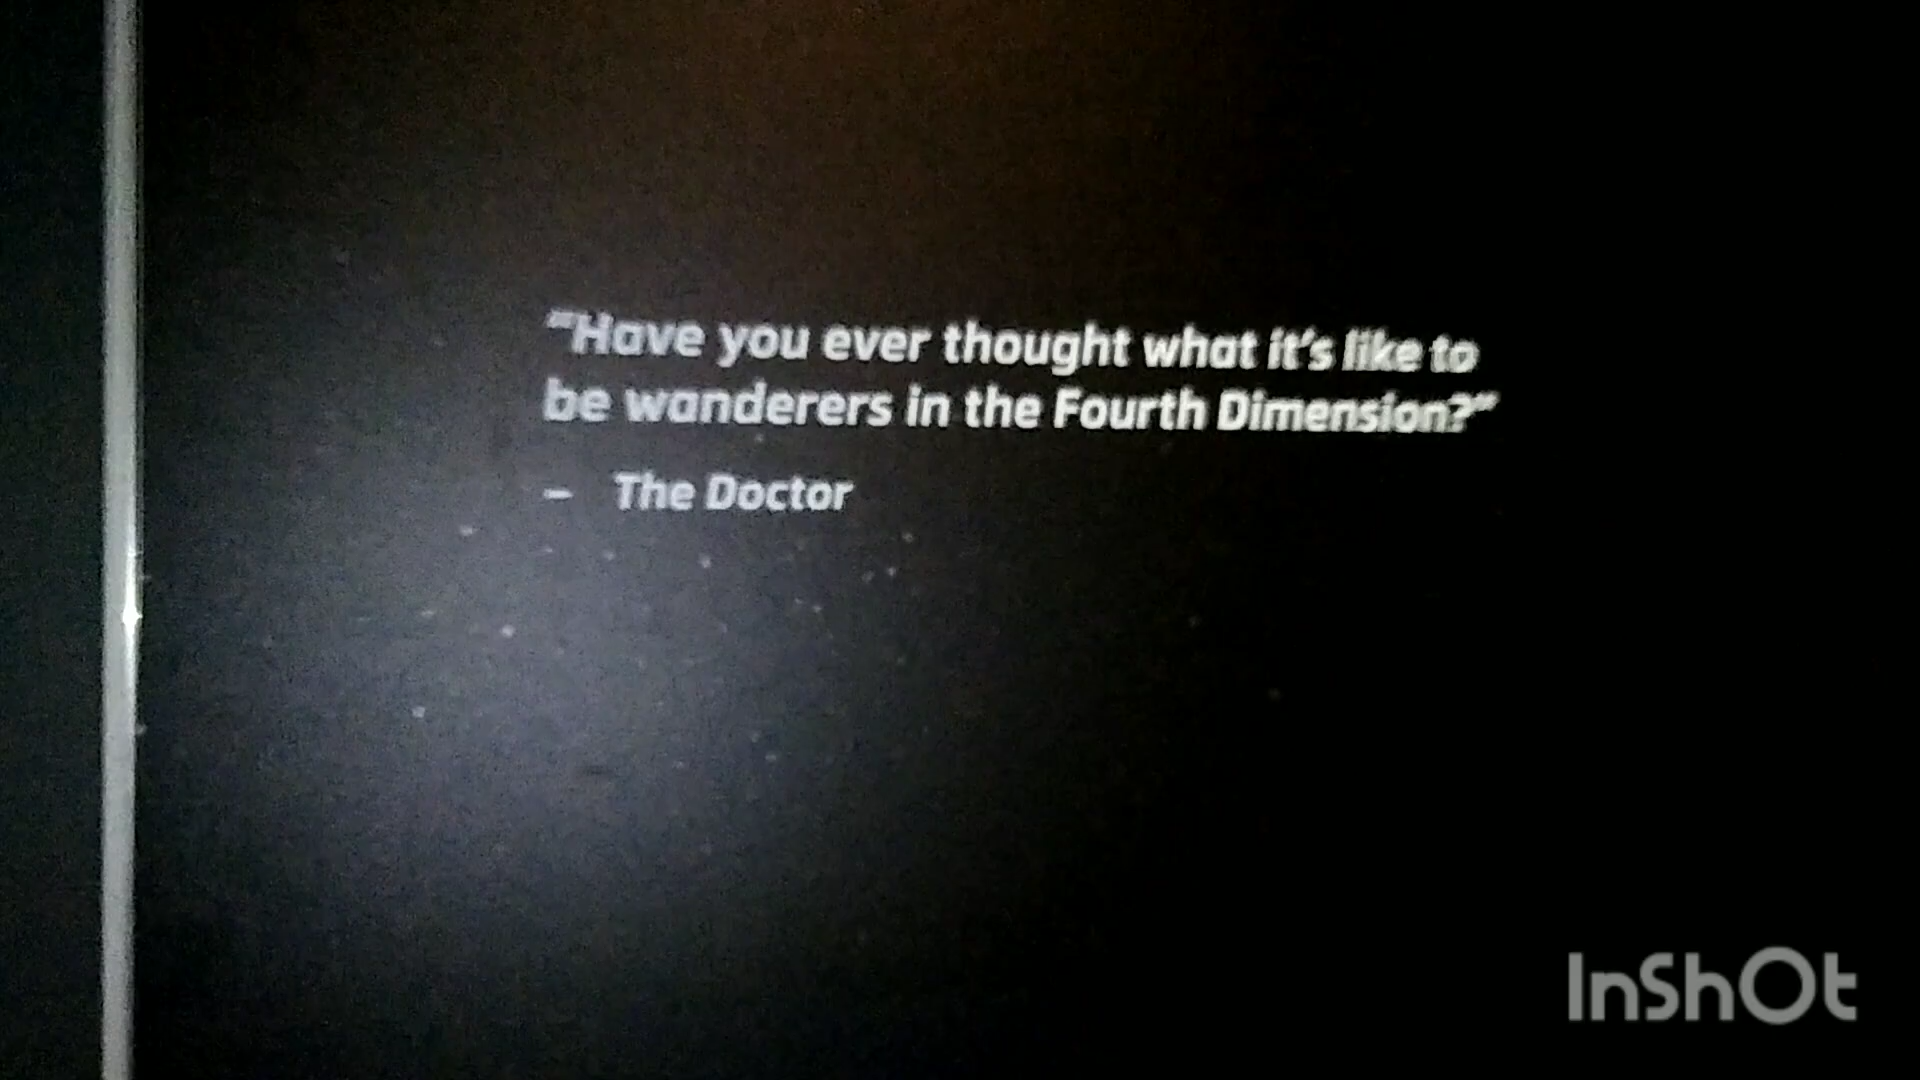 "Have you ever thought what it's like to
be wanderers in the Fourth Dimension?"
– The Doctor
InShOt